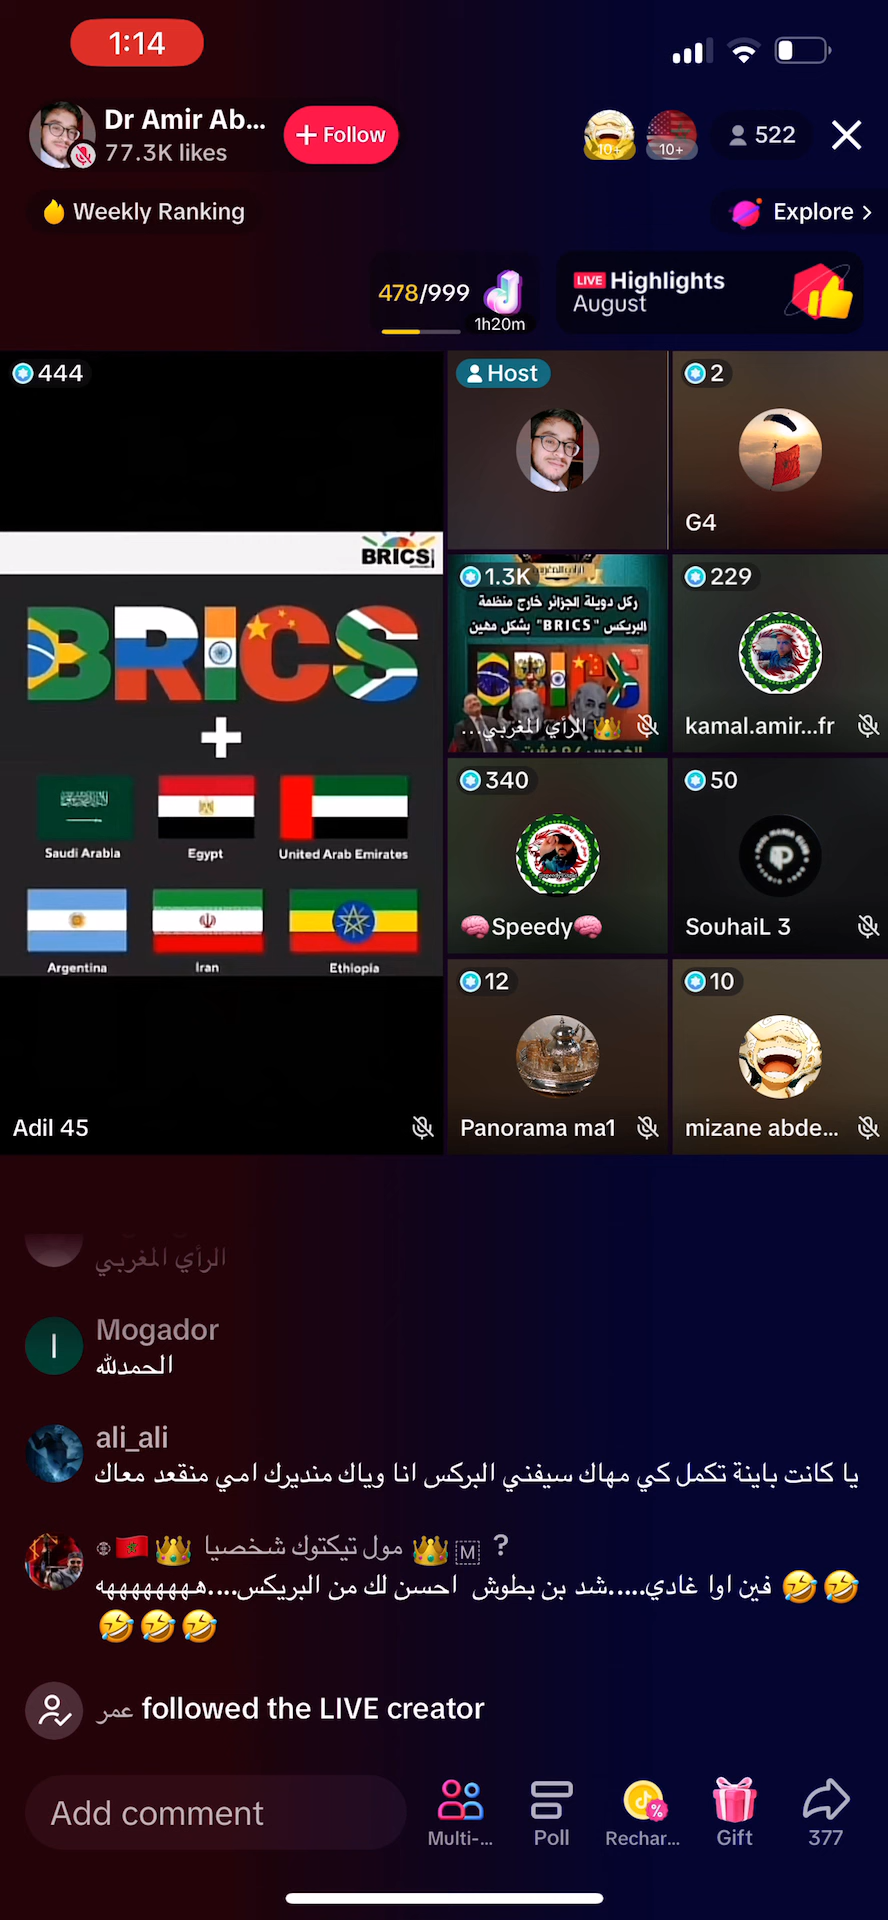 1:14
Dr Amir Ab...
77.3K likes
+ Follow
10+
10+
522
Weekly Ranking
Explore >
478/999
1h20m
LIVE Highlights
August
444
BRICS
BRICS
+
Saudi Arabia
Egypt
United Arab Emirates
Argentina
Iran
Ethiopia
Adil 45
Host
2
G4
1.3K
ركل دويلة الجزائر خارج منظمة
البريكس "BRICS" بشكل مهين
BRICS
الرأي المغربي...
229
kamal.amir...fr
340
Speedy
50
SouhaiL 3
12
Panorama ma1
10
mizane abde...
الرأي المغربي
Mogador
الحمدلله
ali_ali
يا كانت باينة تكمل كي مهاك سيفني البركس انا وياك منديرك امي منقعد معاك
🇲🇦 👑 مول تيكتوك شخصيا 👑 🄼 ?
فين اوا غادي.....شد بن بطوش احسن لك من البريكس....هههههههه 🤣🤣
🤣🤣🤣
عمر followed the LIVE creator
Add comment
Multi-...
Poll
Rechar...
Gift
377